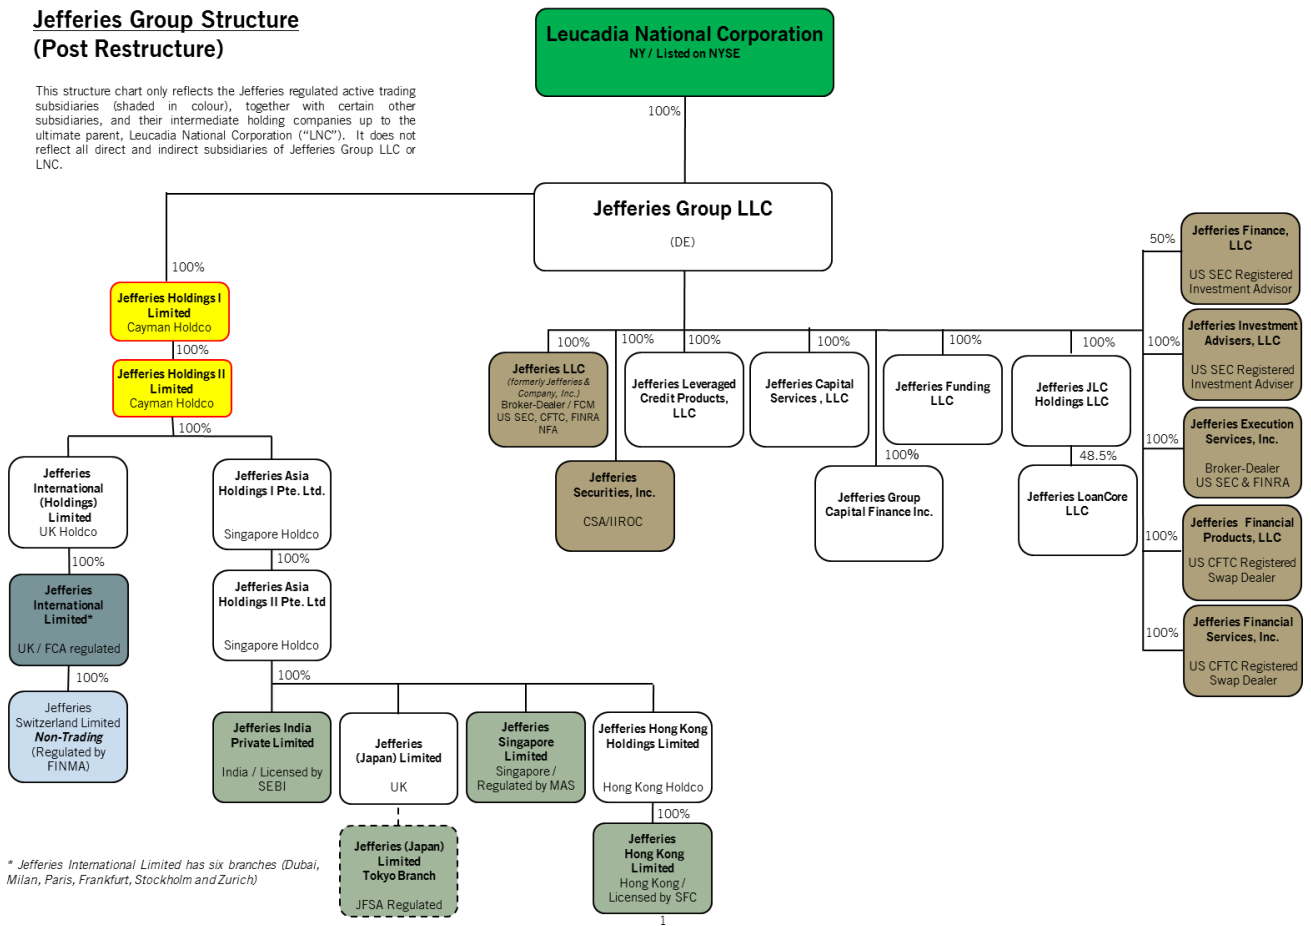 Jefferies Group Structure
(Post Restructure)
This structure chart only reflects the Jefferies regulated active trading
subsidiaries (shaded in colour), together with certain other
subsidiaries, and their intermediate holding companies up to the
ultimate parent, Leucadia National Corporation (“LNC”). It does not
reflect all direct and indirect subsidiaries of Jefferies Group LLC or
LNC.
Leucadia National Corporation
NY / Listed on NYSE
100%
Jefferies Group LLC
(DE)
100%
Jefferies Holdings I
Limited
Cayman Holdco
100%
Jefferies Holdings II
Limited
Cayman Holdco
100%
Jefferies
International
(Holdings)
Limited
UK Holdco
100%
Jefferies
International
Limited*
UK / FCA regulated
100%
Jefferies
Switzerland Limited
Non-Trading
(Regulated by
FINMA)
Jefferies Asia
Holdings I Pte. Ltd.
Singapore Holdco
100%
Jefferies Asia
Holdings II Pte. Ltd
Singapore Holdco
100%
Jefferies India
Private Limited
India / Licensed by
SEBI
Jefferies
(Japan) Limited
UK
Jefferies (Japan)
Limited
Tokyo Branch
JFSA Regulated
Jefferies
Singapore
Limited
Singapore /
Regulated by MAS
Jefferies Hong Kong
Holdings Limited
Hong Kong Holdco
100%
Jefferies
Hong Kong
Limited
Hong Kong /
Licensed by SFC
100%
Jefferies LLC
(formerly Jefferies &
Company, Inc.)
Broker-Dealer / FCM
US SEC, CFTC, FINRA
NFA
100%
Jefferies
Securities, Inc.
CSA/IIROC
100%
Jefferies Leveraged
Credit Products,
LLC
100%
Jefferies Capital
Services , LLC
100%
Jefferies Group
Capital Finance Inc.
100%
Jefferies Funding
LLC
100%
Jefferies JLC
Holdings LLC
48.5%
Jefferies LoanCore
LLC
50%
Jefferies Finance,
LLC
US SEC Registered
Investment Advisor
100%
Jefferies Investment
Advisers, LLC
US SEC Registered
Investment Adviser
100%
Jefferies Execution
Services, Inc.
Broker-Dealer
US SEC & FINRA
100%
Jefferies Financial
Products, LLC
US CFTC Registered
Swap Dealer
100%
Jefferies Financial
Services, Inc.
US CFTC Registered
Swap Dealer
* Jefferies International Limited has six branches (Dubai,
Milan, Paris, Frankfurt, Stockholm and Zurich)
1